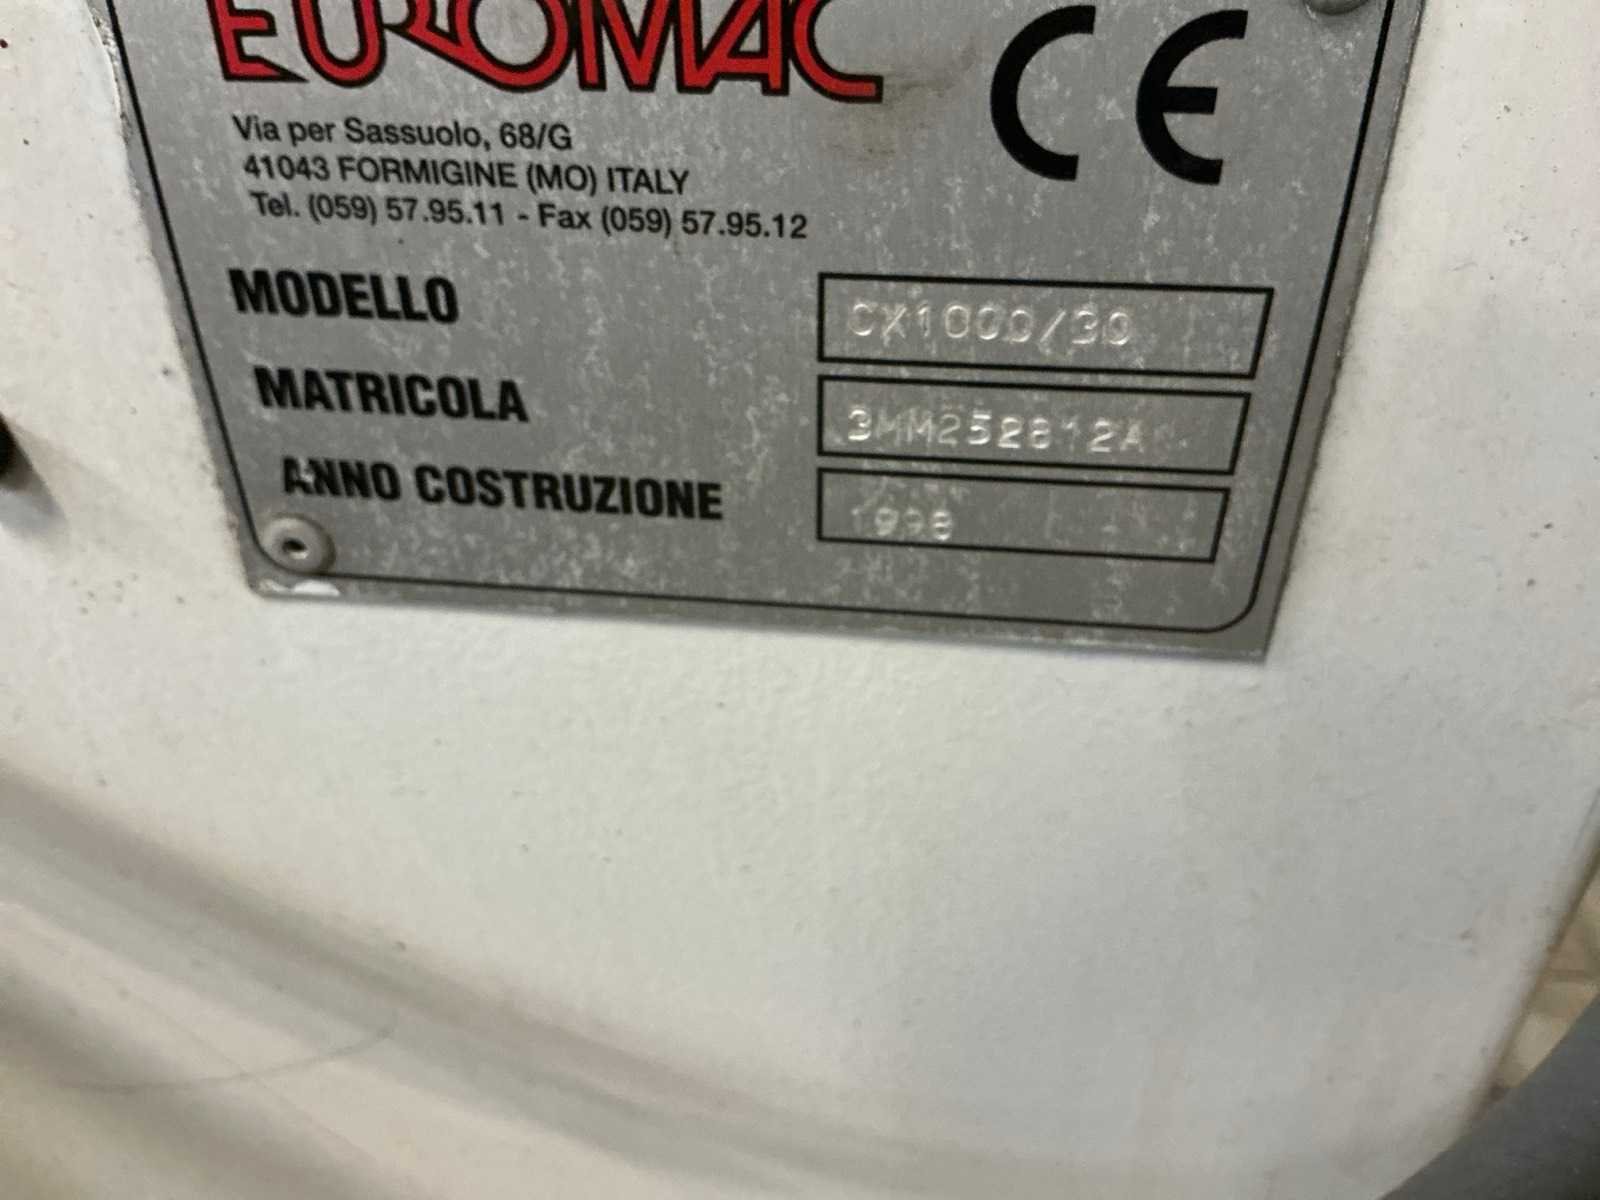 EUROMAC
CE
Via per Sassuolo, 68/G
41043 FORMIGINE (MO) ITALY
Tel. (059) 57.95.11 - Fax (059) 57.95.12
MODELLO CX1000/30
MATRICOLA 3MM252812A
ANNO COSTRUZIONE 1998